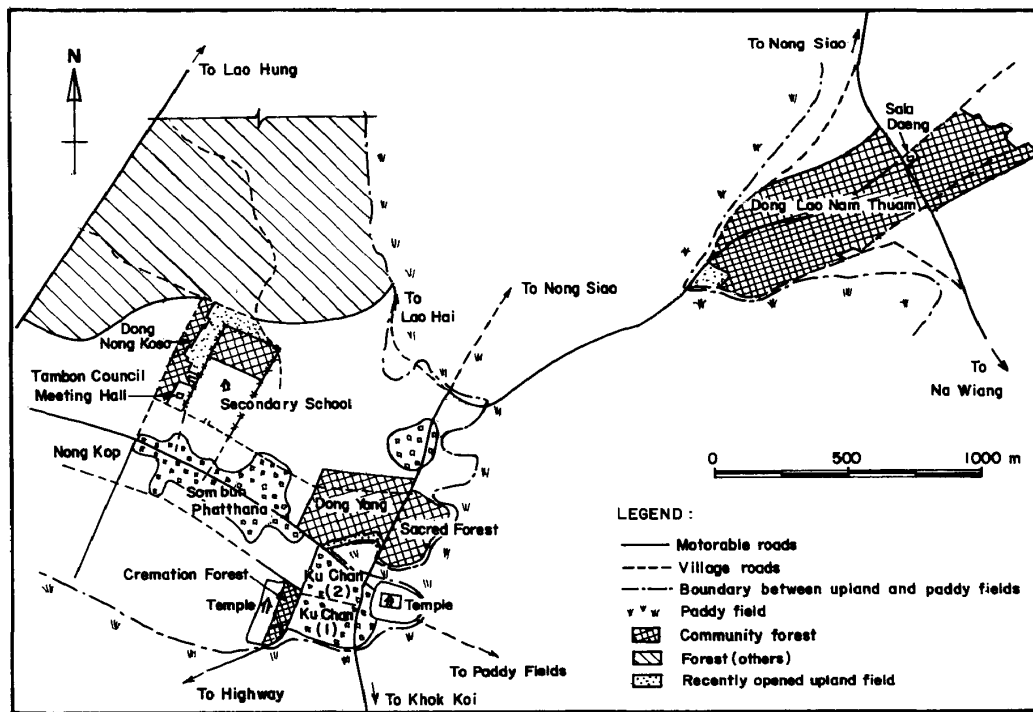 N
To Lao Hung
To Nong Siao
Sala
Daeng
Dong Lao Nam Thuam
To Nong Siao
To
Lao Hai
Dong
Nong Koso
Tambon Council
Meeting Hall
Secondary School
To
Na Wiang
Nong Kop
Sombun
Phatthana
Dong Yang
Sacred Forest
0 500 1000 m
LEGEND :
Motorable roads
Village roads
Boundary between upland and paddy fields
Paddy field
Community forest
Forest (others)
Recently opened upland field
Cremation Forest
Ku Chan
(2)
Temple
Temple
Ku Chan
(1)
To Paddy Fields
To Highway
To Khok Koi